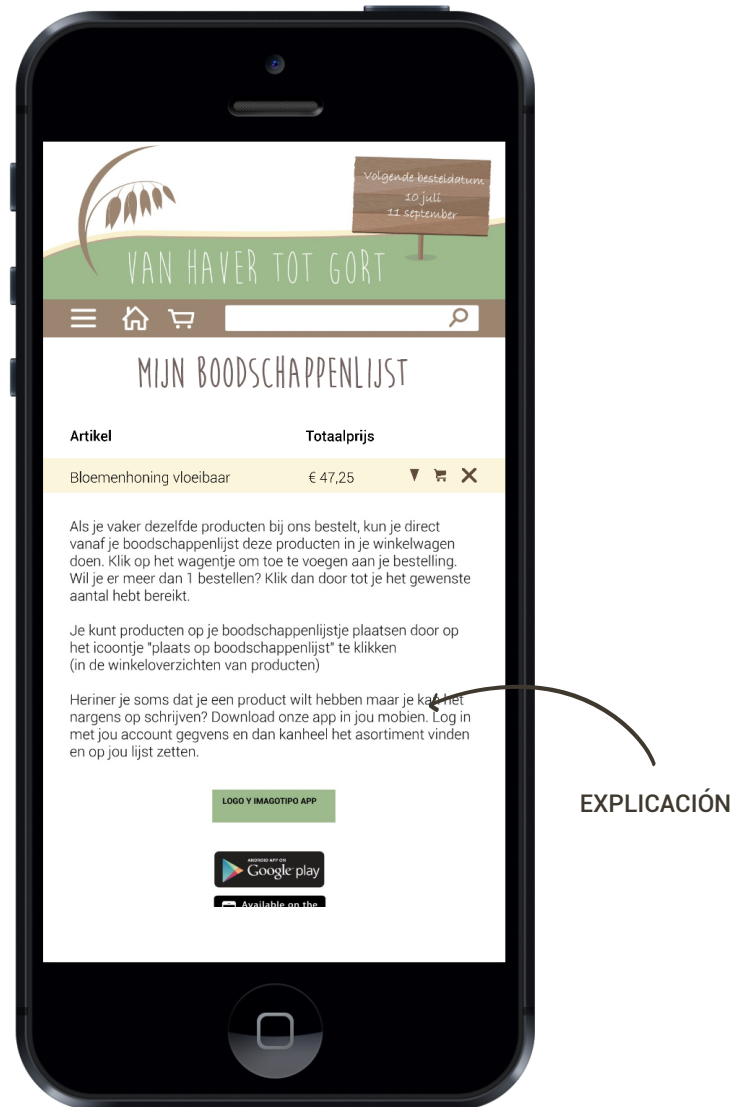 Volgende besteldatum
10 juli
11 september
VAN HAVER TOT GORT
MIJN BOODSCHAPPENLIJST
Artikel Totaalprijs
Bloemenhoning vloeibaar € 47,25
Als je vaker dezelfde producten bij ons bestelt, kun je direct
vanaf je boodschappenlijst deze producten in je winkelwagen
doen. Klik op het wagentje om toe te voegen aan je bestelling.
Wil je er meer dan 1 bestellen? Klik dan door tot je het gewenste
aantal hebt bereikt.
Je kunt producten op je boodschappenlijstje plaatsen door op
het icoontje "plaats op boodschappenlijst" te klikken
(in de winkeloverzichten van producten)
Heriner je soms dat je een product wilt hebben maar je kan het
nargens op schrijven? Download onze app in jou mobien. Log in
met jou account gegvens en dan kanheel het asortiment vinden
en op jou lijst zetten.
EXPLICACIÓN
LOGO Y IMAGOTIPO APP
ANDROID APP ON
Google play
Available on the